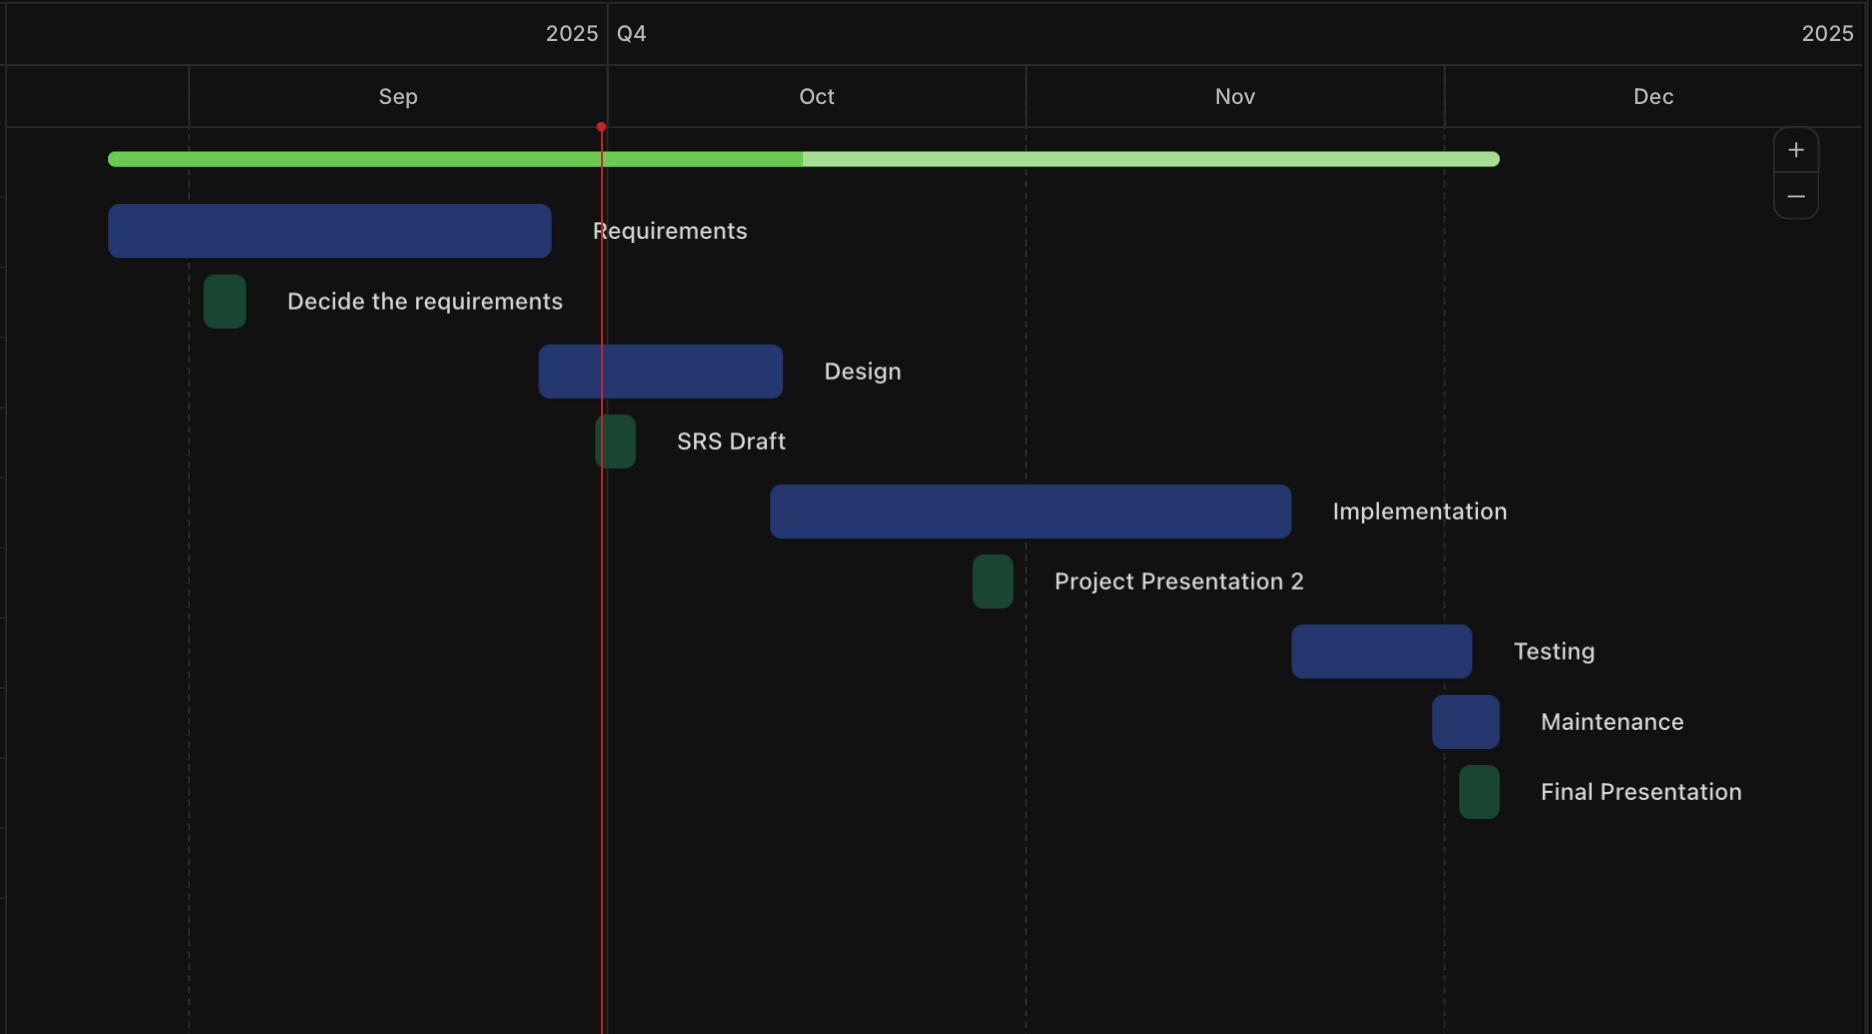 2025 Q4 2025
Sep Oct Nov Dec
+
−
Requirements
Decide the requirements
Design
SRS Draft
Implementation
Project Presentation 2
Testing
Maintenance
Final Presentation